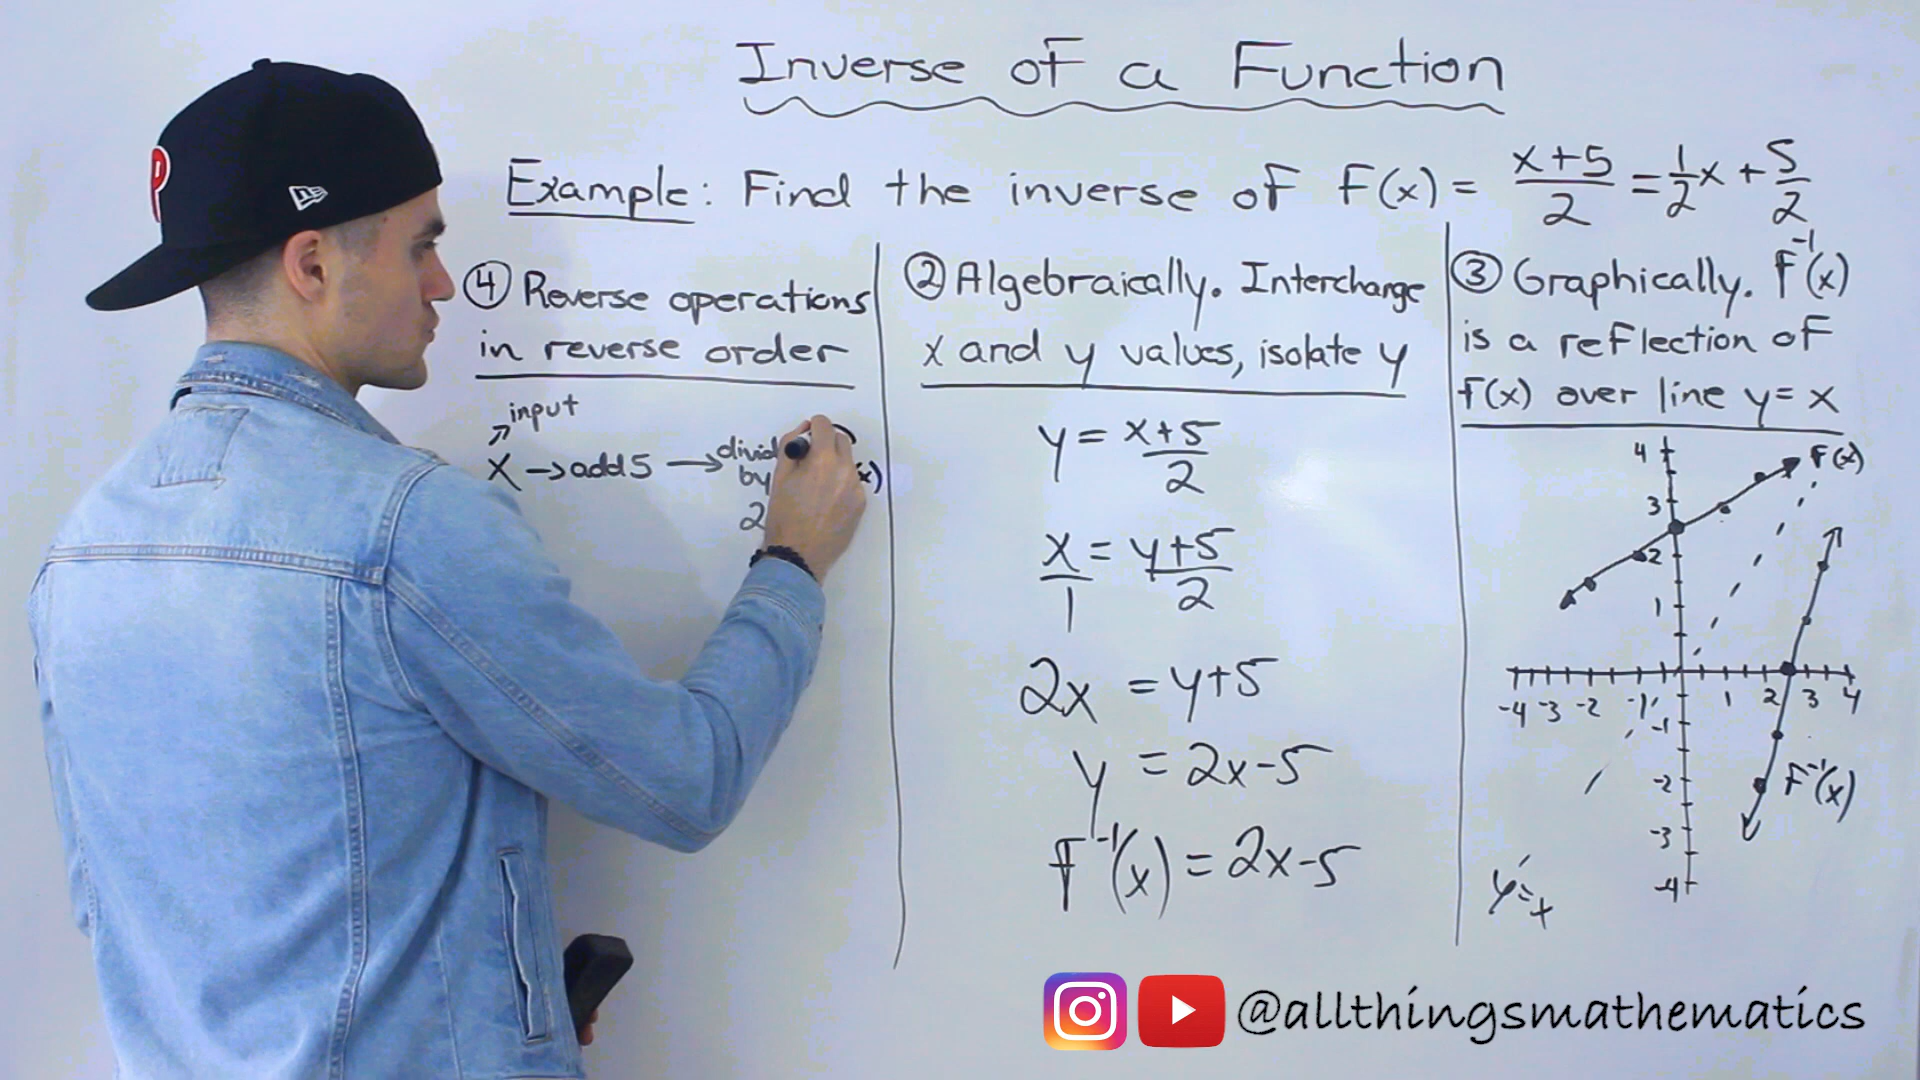 Inverse of a Function
Example: Find the inverse of f(x) = x+5/2 = 1/2x + 5/2
④ Reverse operations
in reverse order
input
x → add 5 → divid
by
2
x)
② Algebraically. Interchange
x and y values, isolate y
y = x+5/2
x/1 = y+5/2
2x = y+5
y = 2x-5
f⁻¹(x) = 2x-5
③ Graphically. f⁻¹(x)
is a reflection of
f(x) over line y = x
f(x)
4
3
2
1
-4 -3 -2 -1 1 2 3 4
-1
-2
-3
-4
f⁻¹(x)
y=x
P
@allthingsmathematics